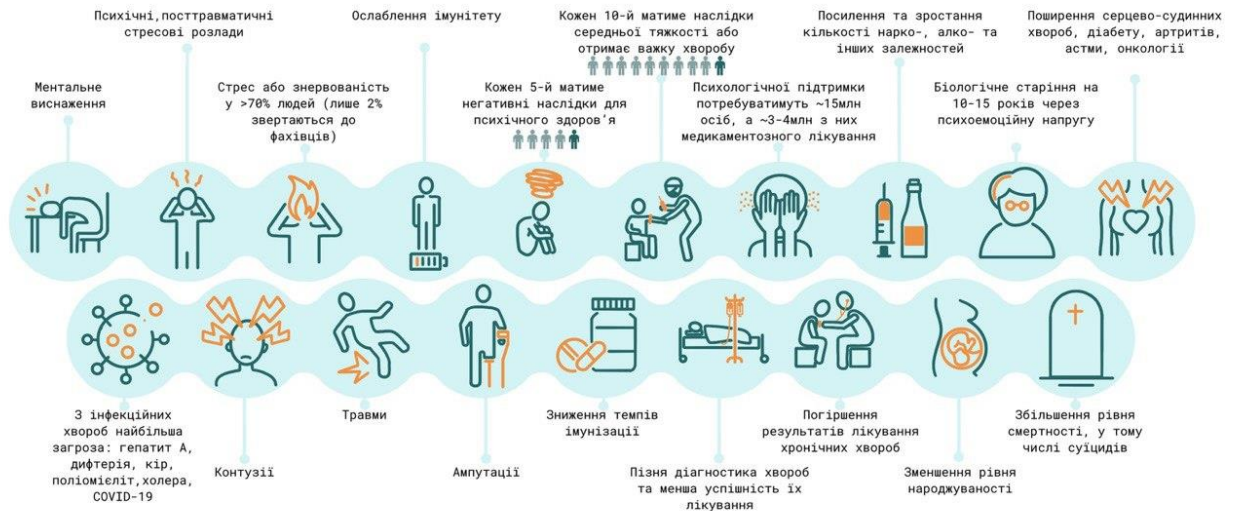 Психічні,посттравматичні
стресові розлади
Ослаблення імунітету
Кожен 10-й матиме наслідки
середньої тяжкості або
отримає важку хворобу
Посилення та зростання
кількості нарко-, алко- та
інших залежностей
Поширення серцево-судинних
хвороб, діабету, артритів,
астми, онкології
Ментальне
виснаження
Стрес або знервованість
у >70% людей (лише 2%
звертаються до
фахівців)
Кожен 5-й матиме
негативні наслідки для
психічного здоров'я
Психологічної підтримки
потребуватимуть ~15млн
осіб, а ~3-4млн з них
медикаментозного лікування
Біологічне старіння на
10-15 років через
психоемоційну напругу
З інфекційних
хвороб найбільша
загроза: гепатит А,
дифтерія, кір,
поліомієліт,холера,
COVID-19
Контузії
Травми
Ампутації
Зниження темпів
імунізації
Пізня діагностика хвороб
та менша успішність їх
лікування
Погіршення
результатів лікування
хронічних хвороб
Зменшення рівня
народжуваності
Збільшення рівня
смертності, у тому
числі суїцидів